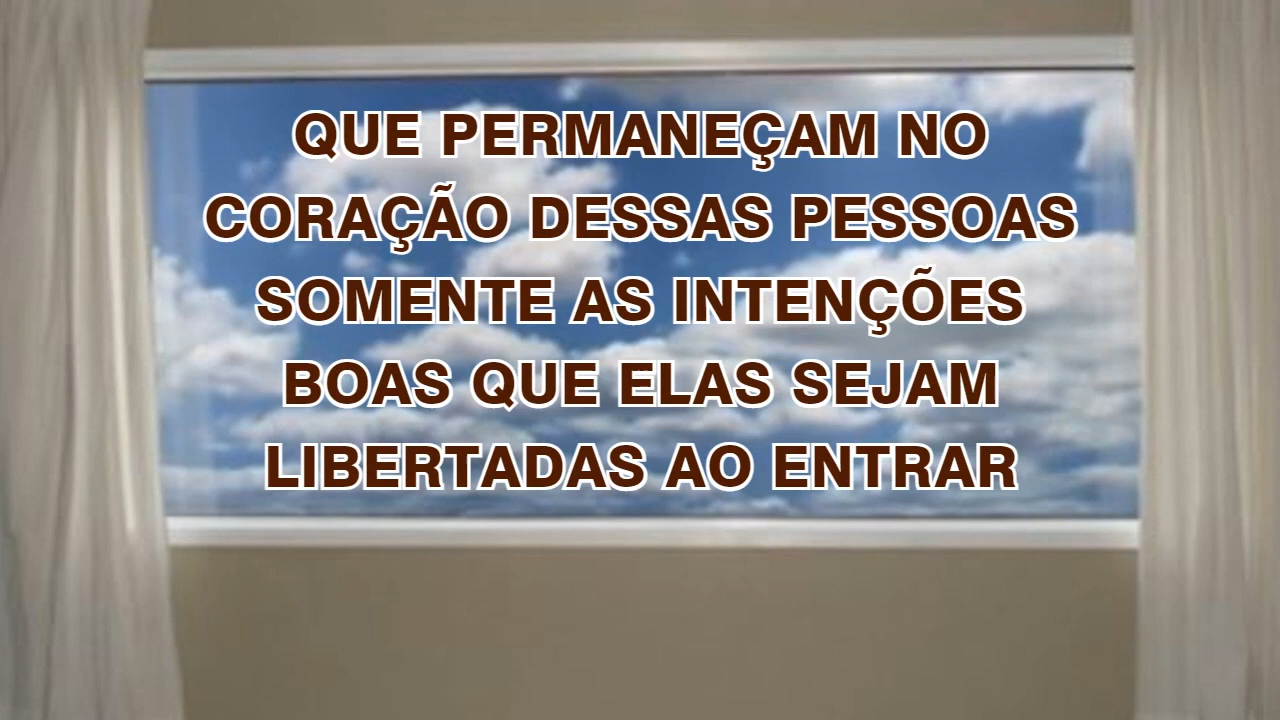 QUE PERMANEÇAM NO
CORAÇÃO DESSAS PESSOAS
SOMENTE AS INTENÇÕES
BOAS QUE ELAS SEJAM
LIBERTADAS AO ENTRAR